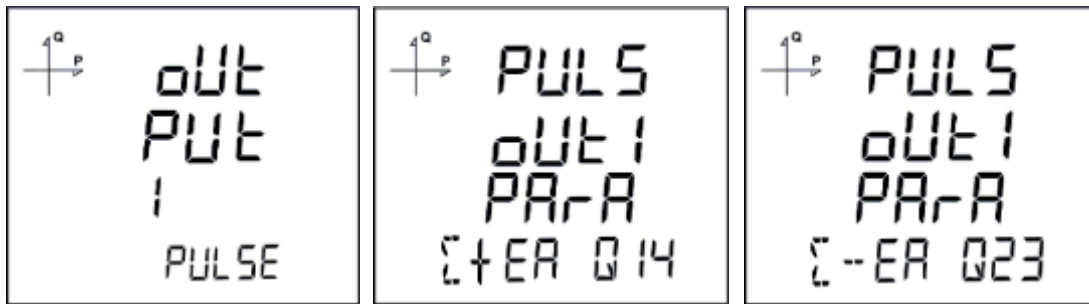 Q
P
oUt
PUt
1
PULSE
Q
P
PULS
oUt1
PArA
Σ+EA Q14
Q
P
PULS
oUt1
PArA
Σ--EA Q23